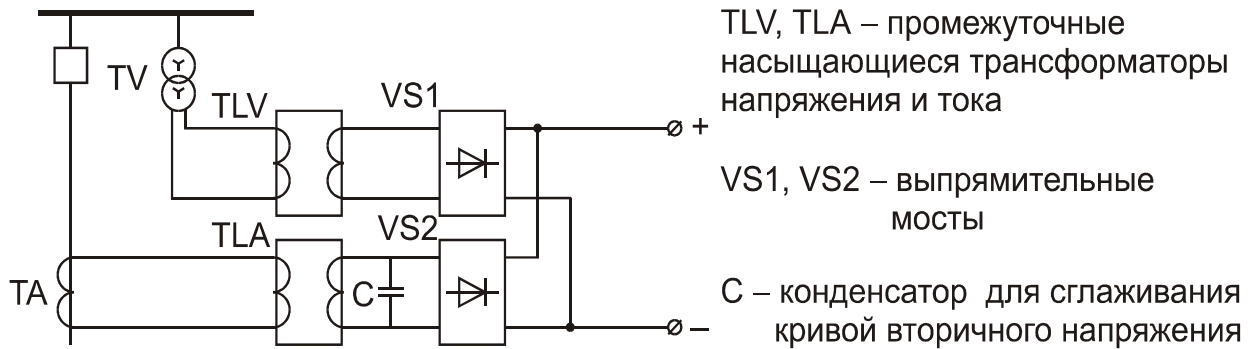 TV
TLV
VS1
+
TLA
VS2
TA
C
–
TLV, TLA – промежуточные
насыщающиеся трансформаторы
напряжения и тока
VS1, VS2 – выпрямительные
мосты
C – конденсатор для сглаживания
кривой вторичного напряжения